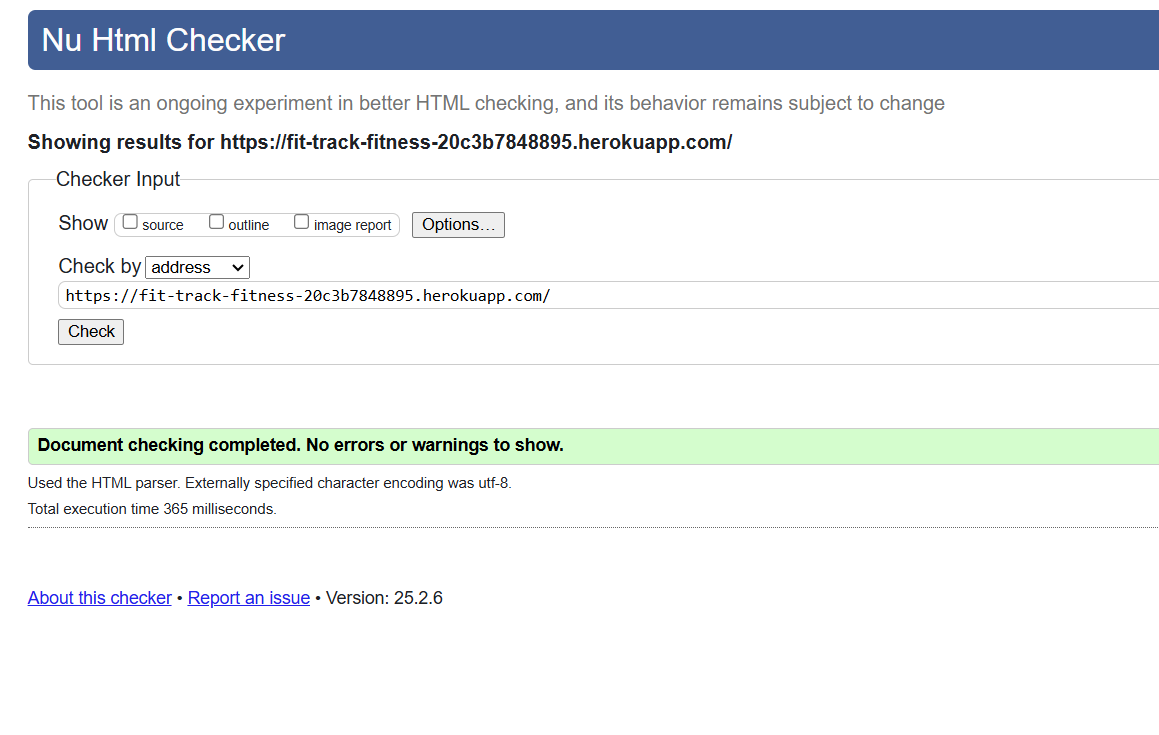 Nu Html Checker
This tool is an ongoing experiment in better HTML checking, and its behavior remains subject to change
Showing results for https://fit-track-fitness-20c3b7848895.herokuapp.com/
Checker Input
Show source outline image report Options…
Check by address
https://fit-track-fitness-20c3b7848895.herokuapp.com/
Check
Document checking completed. No errors or warnings to show.
Used the HTML parser. Externally specified character encoding was utf-8.
Total execution time 365 milliseconds.
About this checker • Report an issue • Version: 25.2.6